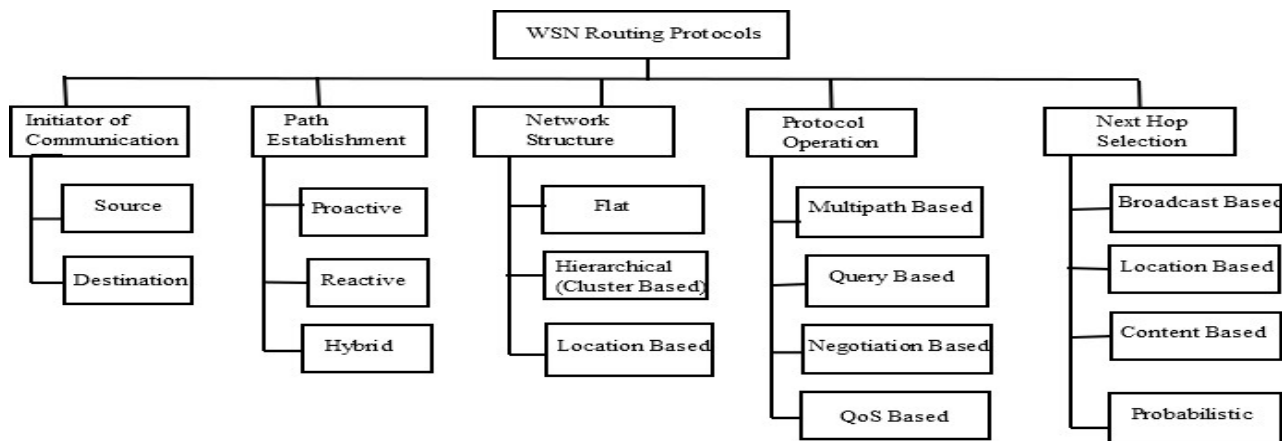 WSN Routing Protocols
Initiator of
Communication
Source
Destination
Path
Establishment
Proactive
Reactive
Hybrid
Network
Structure
Flat
Hierarchical
(Cluster Based)
Location Based
Protocol
Operation
Multipath Based
Query Based
Negotiation Based
QoS Based
Next Hop
Selection
Broadcast Based
Location Based
Content Based
Probabilistic